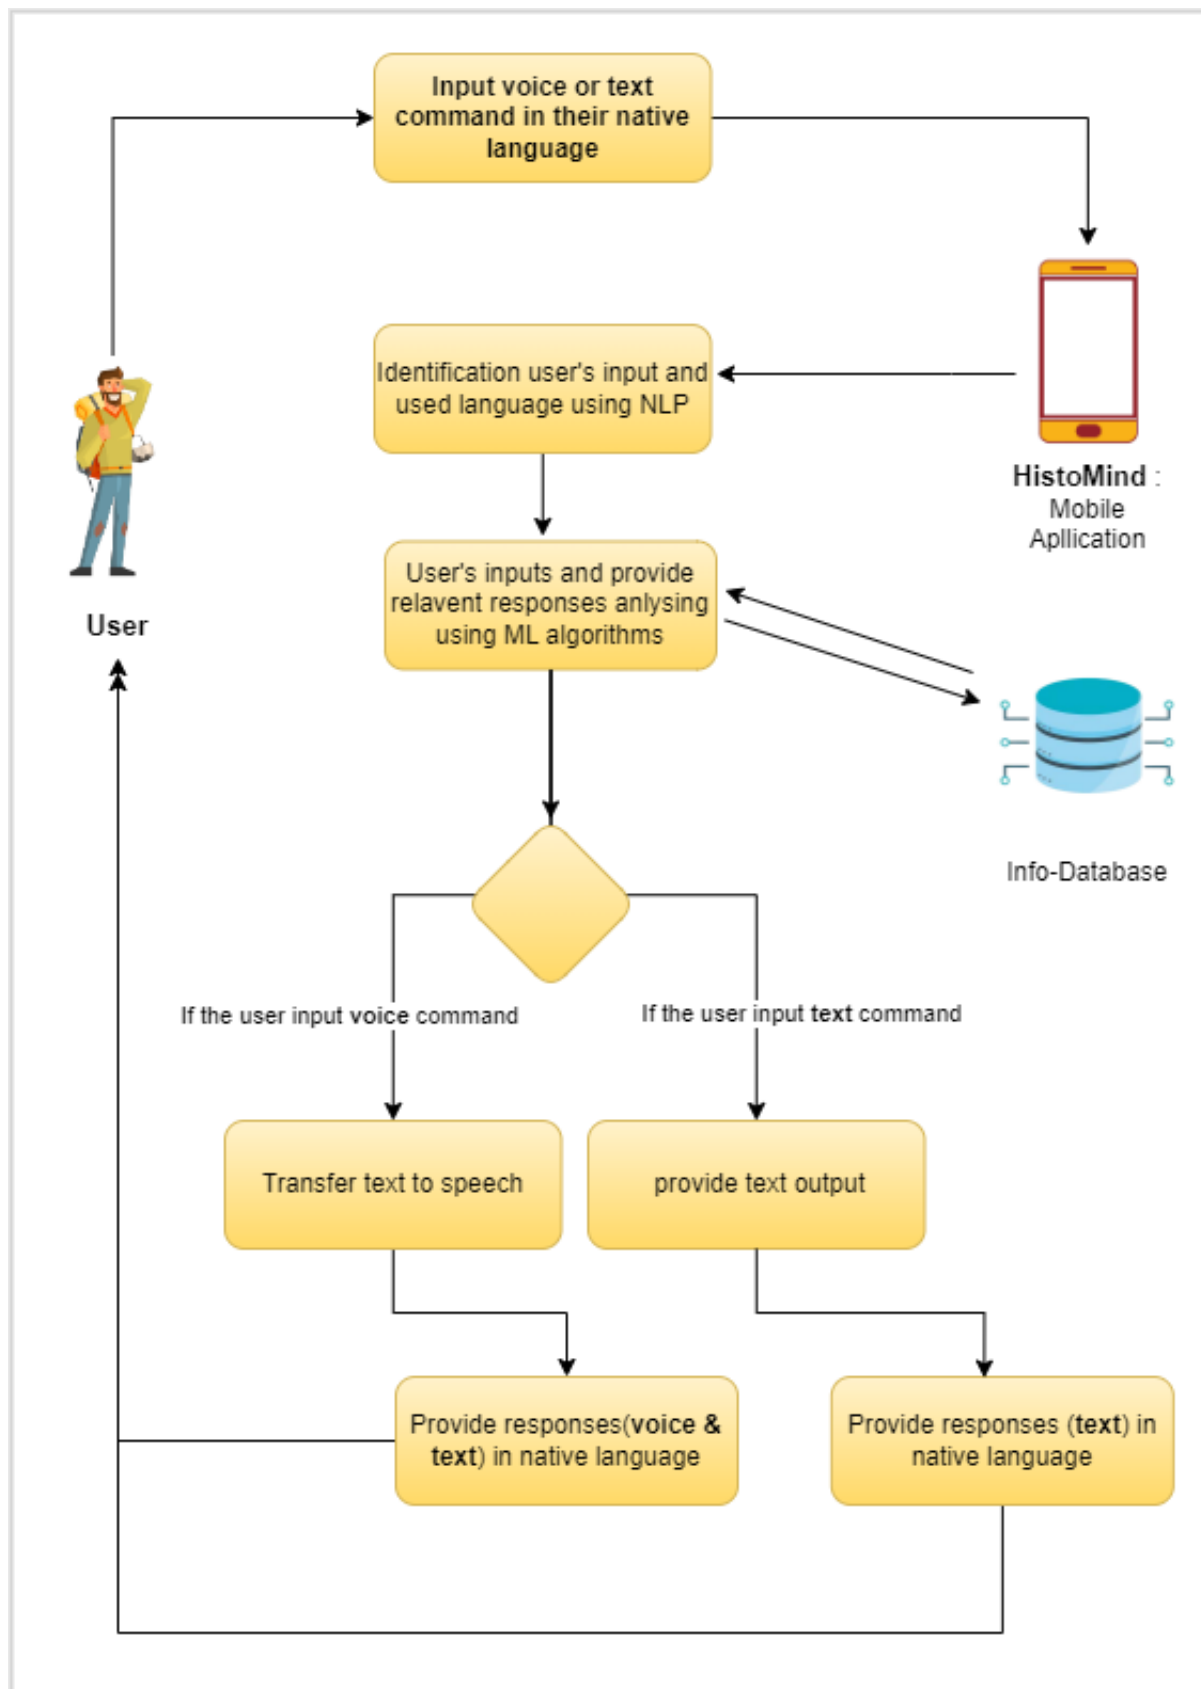 Input voice or text
command in their native
language
Identification user's input and
used language using NLP
HistoMind :
Mobile
Apllication
User's inputs and provide
relavent responses anlysing
using ML algorithms
User
Info-Database
If the user input voice command
If the user input text command
Transfer text to speech
provide text output
Provide responses(voice &
text) in native language
Provide responses (text) in
native language